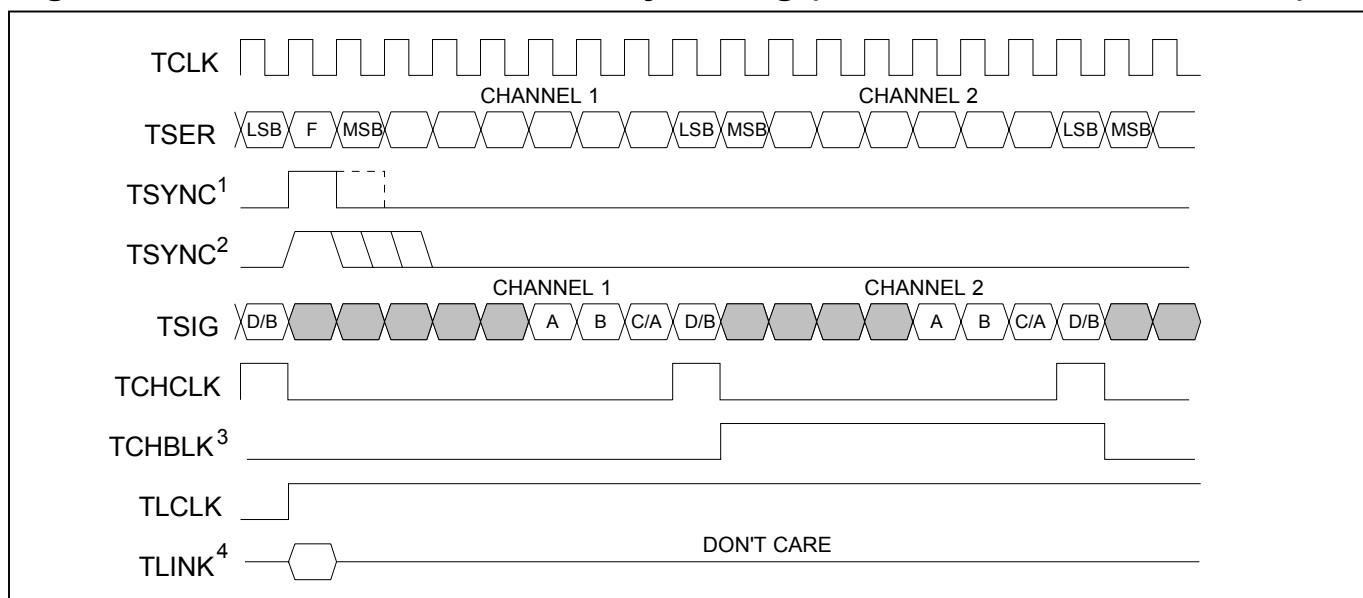 TCLK
CHANNEL 1 CHANNEL 2
TSER LSB F MSB LSB MSB LSB MSB
TSYNC1
TSYNC2
CHANNEL 1 CHANNEL 2
TSIG D/B A B C/A D/B A B C/A D/B
TCHCLK
TCHBLK3
TLCLK
DON'T CARE
TLINK4